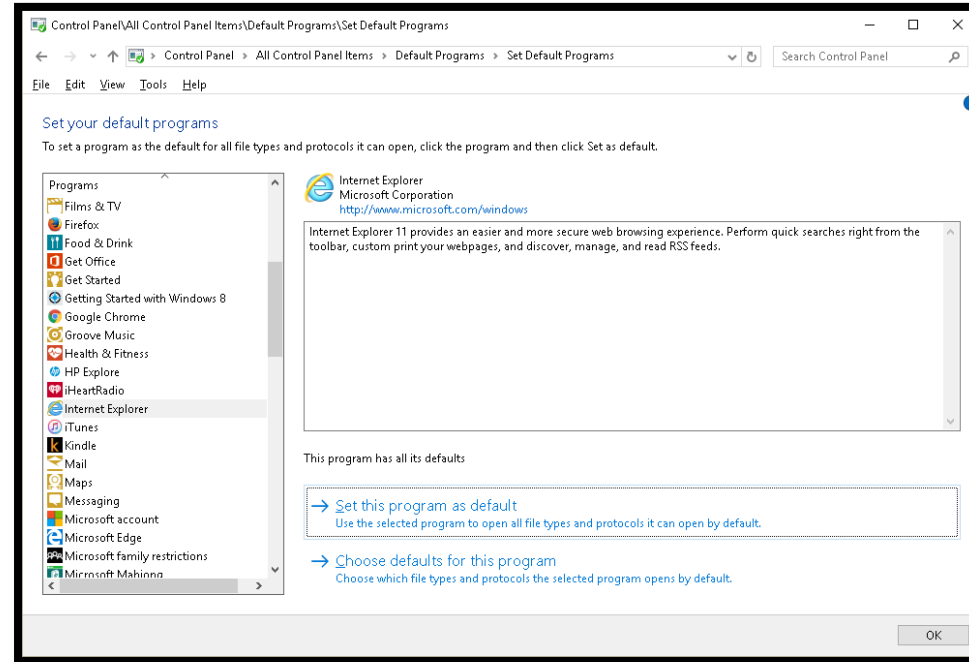 Control Panel\All Control Panel Items\Default Programs\Set Default Programs
Control Panel > All Control Panel Items > Default Programs > Set Default Programs
Search Control Panel
File Edit View Tools Help
Set your default programs
To set a program as the default for all file types and protocols it can open, click the program and then click Set as default.
Programs
Films & TV
Firefox
Food & Drink
Get Office
Get Started
Getting Started with Windows 8
Google Chrome
Groove Music
Health & Fitness
HP Explore
iHeartRadio
Internet Explorer
iTunes
Kindle
Mail
Maps
Messaging
Microsoft account
Microsoft Edge
Microsoft family restrictions
Microsoft Mahjong
Internet Explorer
Microsoft Corporation
http://www.microsoft.com/windows
Internet Explorer 11 provides an easier and more secure web browsing experience. Perform quick searches right from the
toolbar, custom print your webpages, and discover, manage, and read RSS feeds.
This program has all its defaults
Set this program as default
Use the selected program to open all file types and protocols it can open by default.
Choose defaults for this program
Choose which file types and protocols the selected program opens by default.
OK